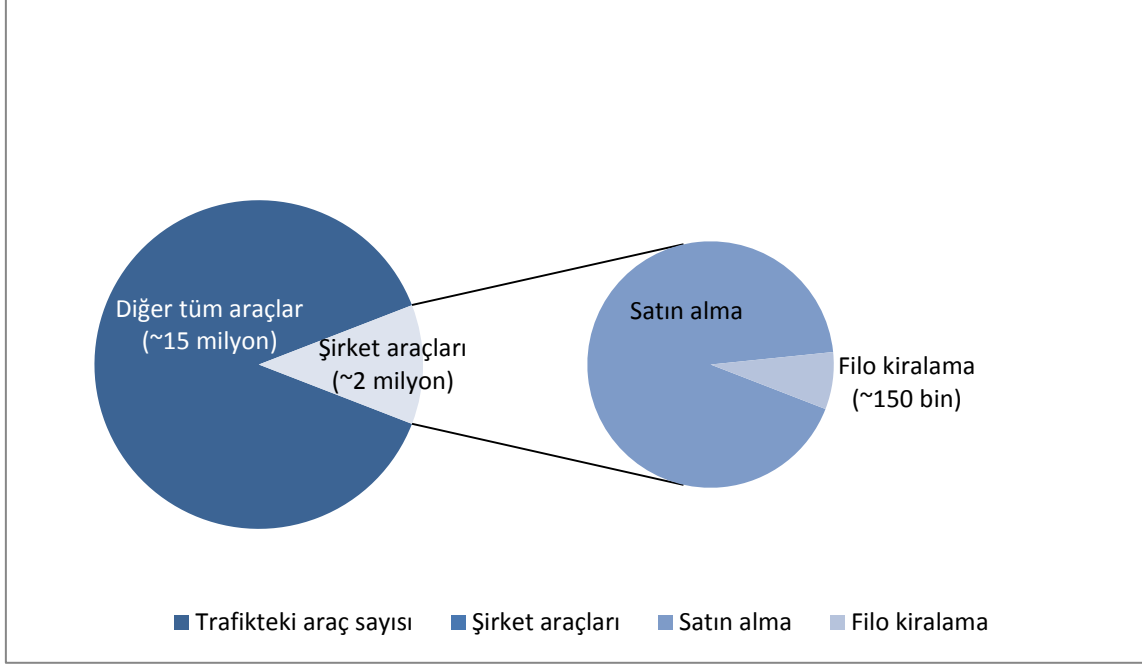 Diğer tüm araçlar
(~15 milyon)
Şirket araçları
(~2 milyon)
Satın alma
Filo kiralama
(~150 bin)
Trafikteki araç sayısı
Şirket araçları
Satın alma
Filo kiralama